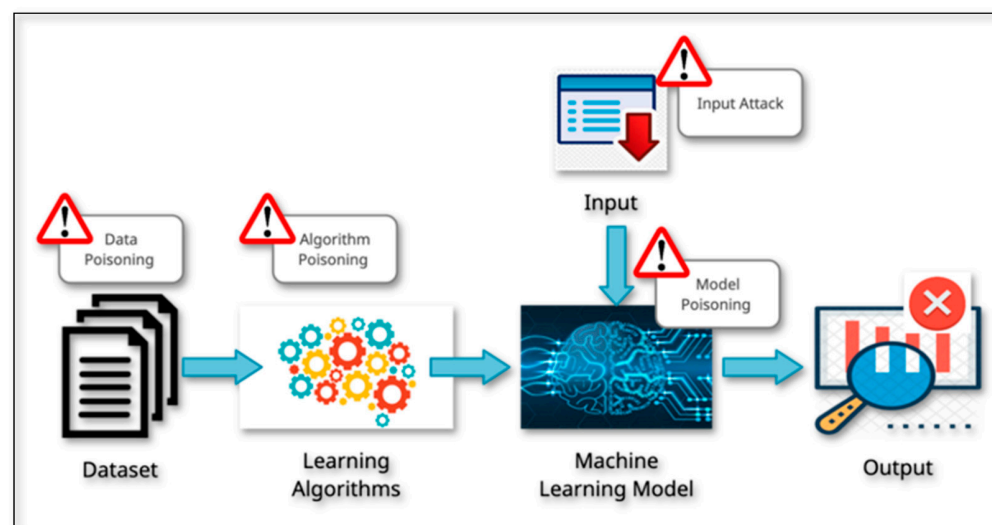 Input Attack
Input
Data
Poisoning
Algorithm
Poisoning
Model
Poisoning
Dataset
Learning
Algorithms
Machine
Learning Model
Output